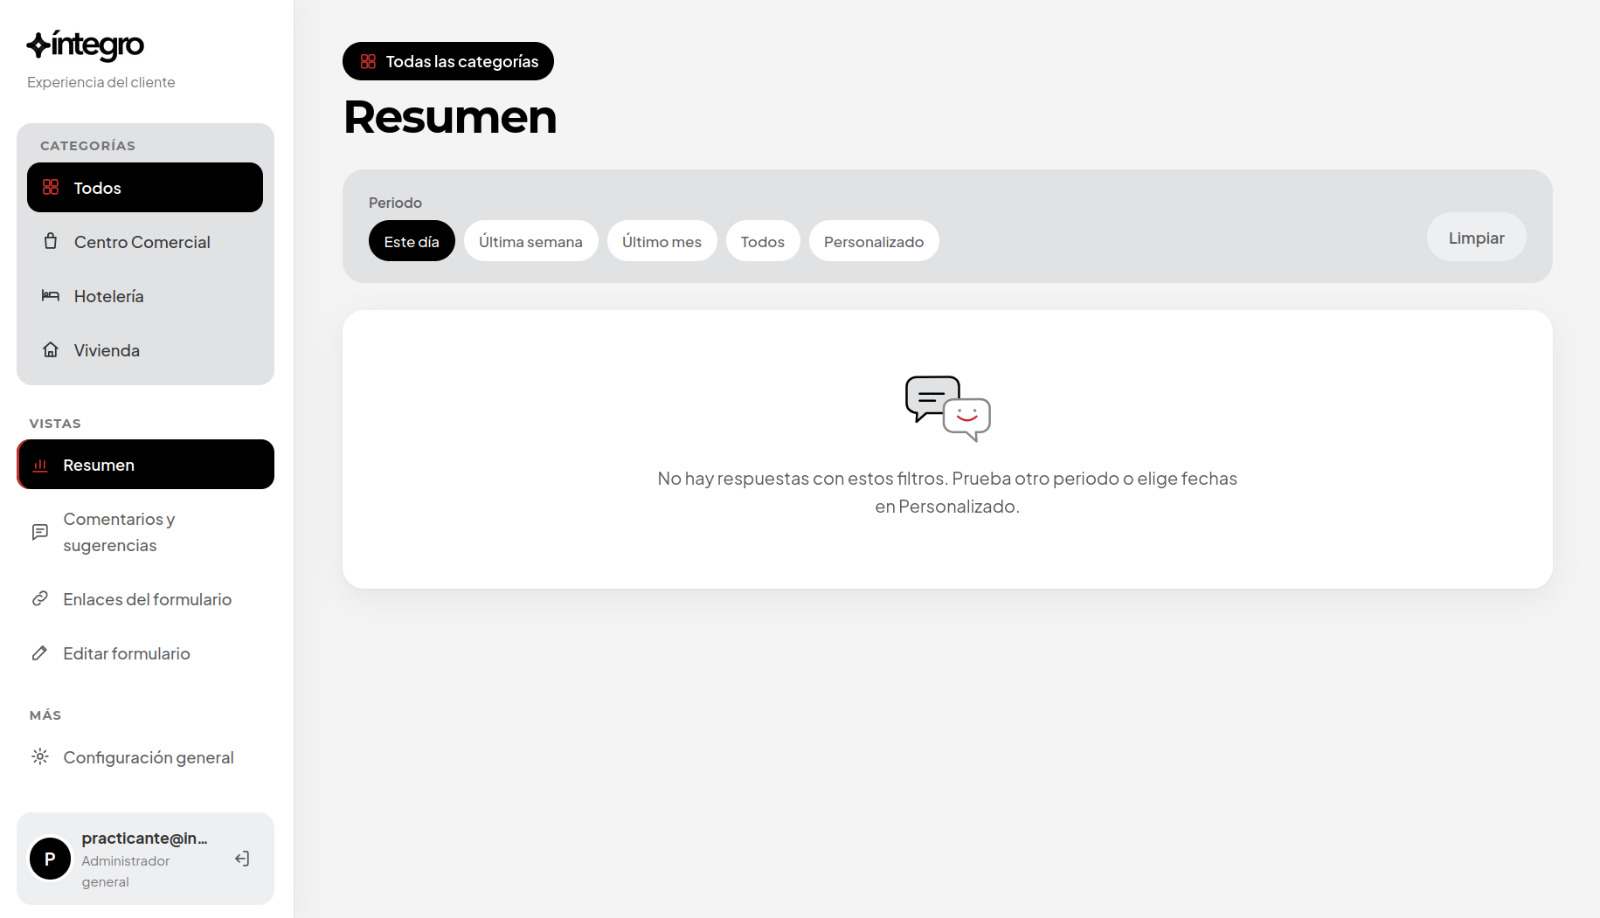 íntegro
Experiencia del cliente
CATEGORÍAS
Todos
Centro Comercial
Hotelería
Vivienda
VISTAS
Resumen
Comentarios y
sugerencias
Enlaces del formulario
Editar formulario
MÁS
Configuración general
P
practicante@in...
Administrador
general
Todas las categorías
Resumen
Periodo
Este día
Última semana
Último mes
Todos
Personalizado
Limpiar
No hay respuestas con estos filtros. Prueba otro periodo o elige fechas
en Personalizado.